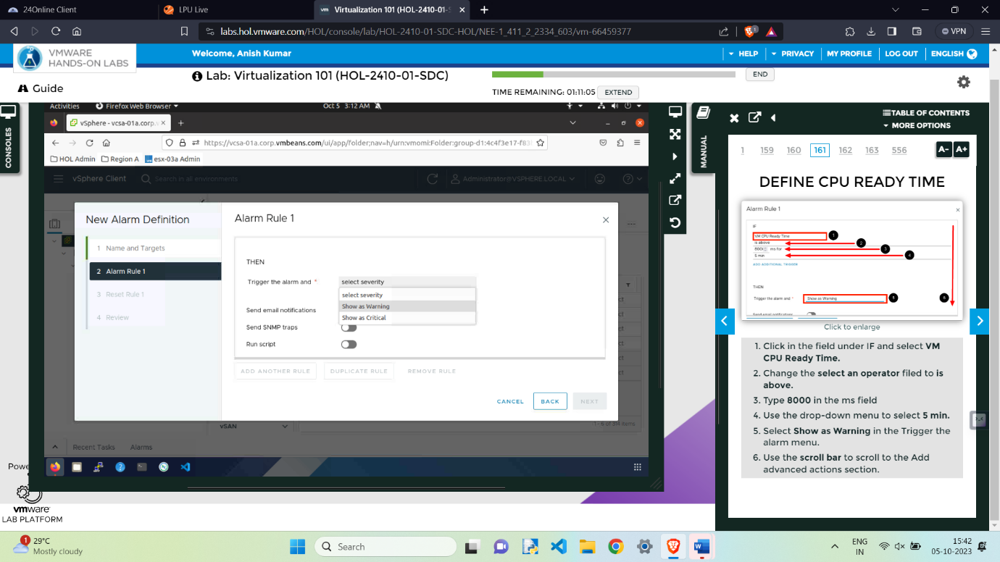 24Online Client
LPU Live
vm Virtualization 101 (HOL-2410-01-S
labs.hol.vmware.com/HOL/console/lab/HOL-2410-01-SDC-HOL/NEE-1_411_2_2334_603/vm-66459377
1
VPN
VMWARE
HANDS-ON LABS
Welcome, Anish Kumar
HELP
PRIVACY
MY PROFILE
LOG OUT
ENGLISH
Lab: Virtualization 101 (HOL-2410-01-SDC)
END
Guide
TIME REMAINING: 01:11:05
EXTEND
CONSOLES
Activities
Firefox Web Browser
Oct 5 3:12 AM
vSphere - vcsa-01a.corp.v
https://vcsa-01a.corp.vmbeans.com/ui/app/folder;nav=h/urn:vmomi:Folder:group-d1:4c4f3e17-f83
HOL Admin
Region A
esx-03a Admin
vSphere Client
Search in all environments
Administrator@VSPHERE.LOCAL
New Alarm Definition
1 Name and Targets
2 Alarm Rule 1
3 Reset Rule 1
4 Review
Alarm Rule 1
THEN
Trigger the alarm and *
select severity
select severity
Show as Warning
Show as Critical
Send email notifications
Send SNMP traps
Run script
ADD ANOTHER RULE
DUPLICATE RULE
REMOVE RULE
CANCEL
BACK
NEXT
vSAN
Recent Tasks
Alarms
MANUAL
TABLE OF CONTENTS
MORE OPTIONS
1 159 160 161 162 163 556
A- A+
DEFINE CPU READY TIME
Alarm Rule 1
IF
VM CPU Ready Time
1
is above
2
8000 ms for
3
5 min
4
ADD ADDITIONAL TRIGGER
THEN
Trigger the alarm and *
Show as Warning
5
6
Send email notifications
Click to enlarge
1. Click in the field under IF and select VM
CPU Ready Time.
2. Change the select an operator filed to is
above.
3. Type 8000 in the ms field
4. Use the drop-down menu to select 5 min.
5. Select Show as Warning in the Trigger the
alarm menu.
6. Use the scroll bar to scroll to the Add
advanced actions section.
Powe
vmware
LAB PLATFORM
1
29°C
Mostly cloudy
Search
ENG
IN
15:42
05-10-2023